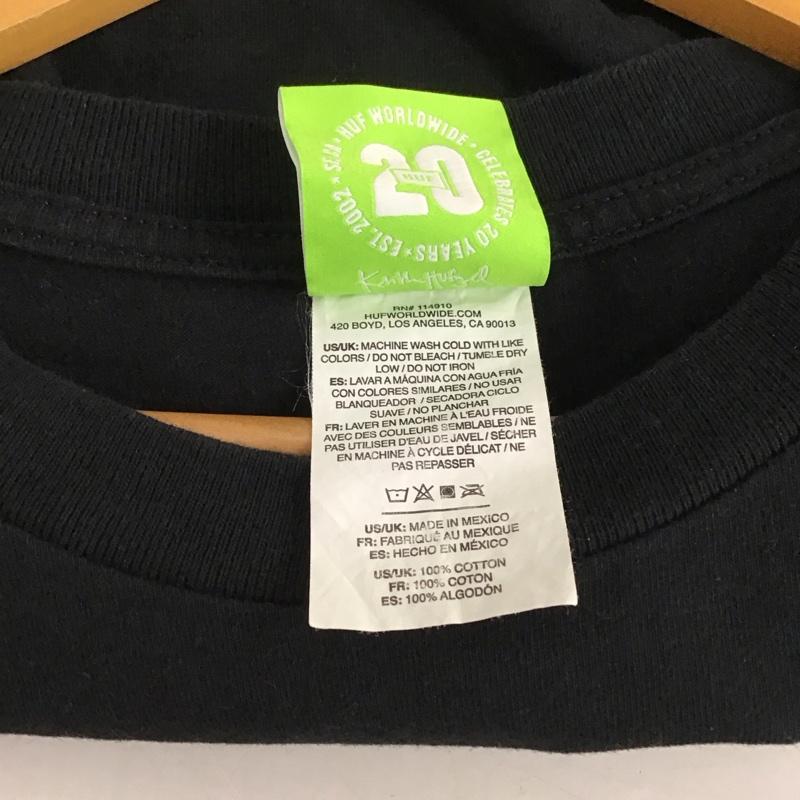 HUF WORLDWIDE • CELEBRATES 20 YEARS • EST. 2002 •
20
HUF
RN# 114910
HUFWORLDWIDE.COM
420 BOYD, LOS ANGELES, CA 90013
US/UK: MACHINE WASH COLD WITH LIKE
COLORS / DO NOT BLEACH / TUMBLE DRY
LOW / DO NOT IRON
ES: LAVAR A MÁQUINA CON AGUA FRÍA
CON COLORES SIMILARES / NO USAR
BLANQUEADOR / SECADORA CICLO
SUAVE / NO PLANCHAR
FR: LAVER EN MACHINE À L'EAU FROIDE
AVEC DES COULEURS SEMBLABLES / NE
PAS UTILISER D'EAU DE JAVEL / SÉCHER
EN MACHINE À CYCLE DÉLICAT / NE
PAS REPASSER
US/UK: MADE IN MEXICO
FR: FABRIQUÉ AU MEXIQUE
ES: HECHO EN MÉXICO
US/UK: 100% COTTON
FR: 100% COTON
ES: 100% ALGODÓN